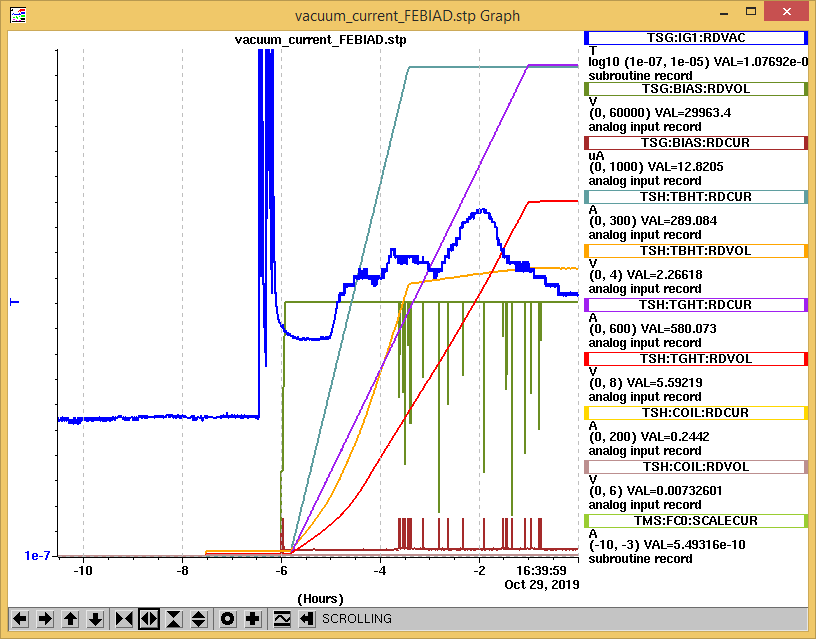 vacuum_current_FEBIAD.stp Graph
vacuum_current_FEBIAD.stp
T
1e-7
-10 -8 -6 -4 -2 16:39:59
Oct 29, 2019
(Hours)
TSG:IG1:RDVAC
T
log10 (1e-07, 1e-05) VAL=1.07692e-0
subroutine record
TSG:BIAS:RDVOL
V
(0, 60000) VAL=29963.4
analog input record
TSG:BIAS:RDCUR
uA
(0, 1000) VAL=12.8205
analog input record
TSH:TBHT:RDCUR
A
(0, 300) VAL=289.084
analog input record
TSH:TBHT:RDVOL
V
(0, 4) VAL=2.26618
analog input record
TSH:TGHT:RDCUR
A
(0, 600) VAL=580.073
analog input record
TSH:TGHT:RDVOL
V
(0, 8) VAL=5.59219
analog input record
TSH:COIL:RDCUR
A
(0, 200) VAL=0.2442
analog input record
TSH:COIL:RDVOL
V
(0, 6) VAL=0.00732601
analog input record
TMS:FC0:SCALECUR
A
(-10, -3) VAL=5.49316e-10
subroutine record
SCROLLING